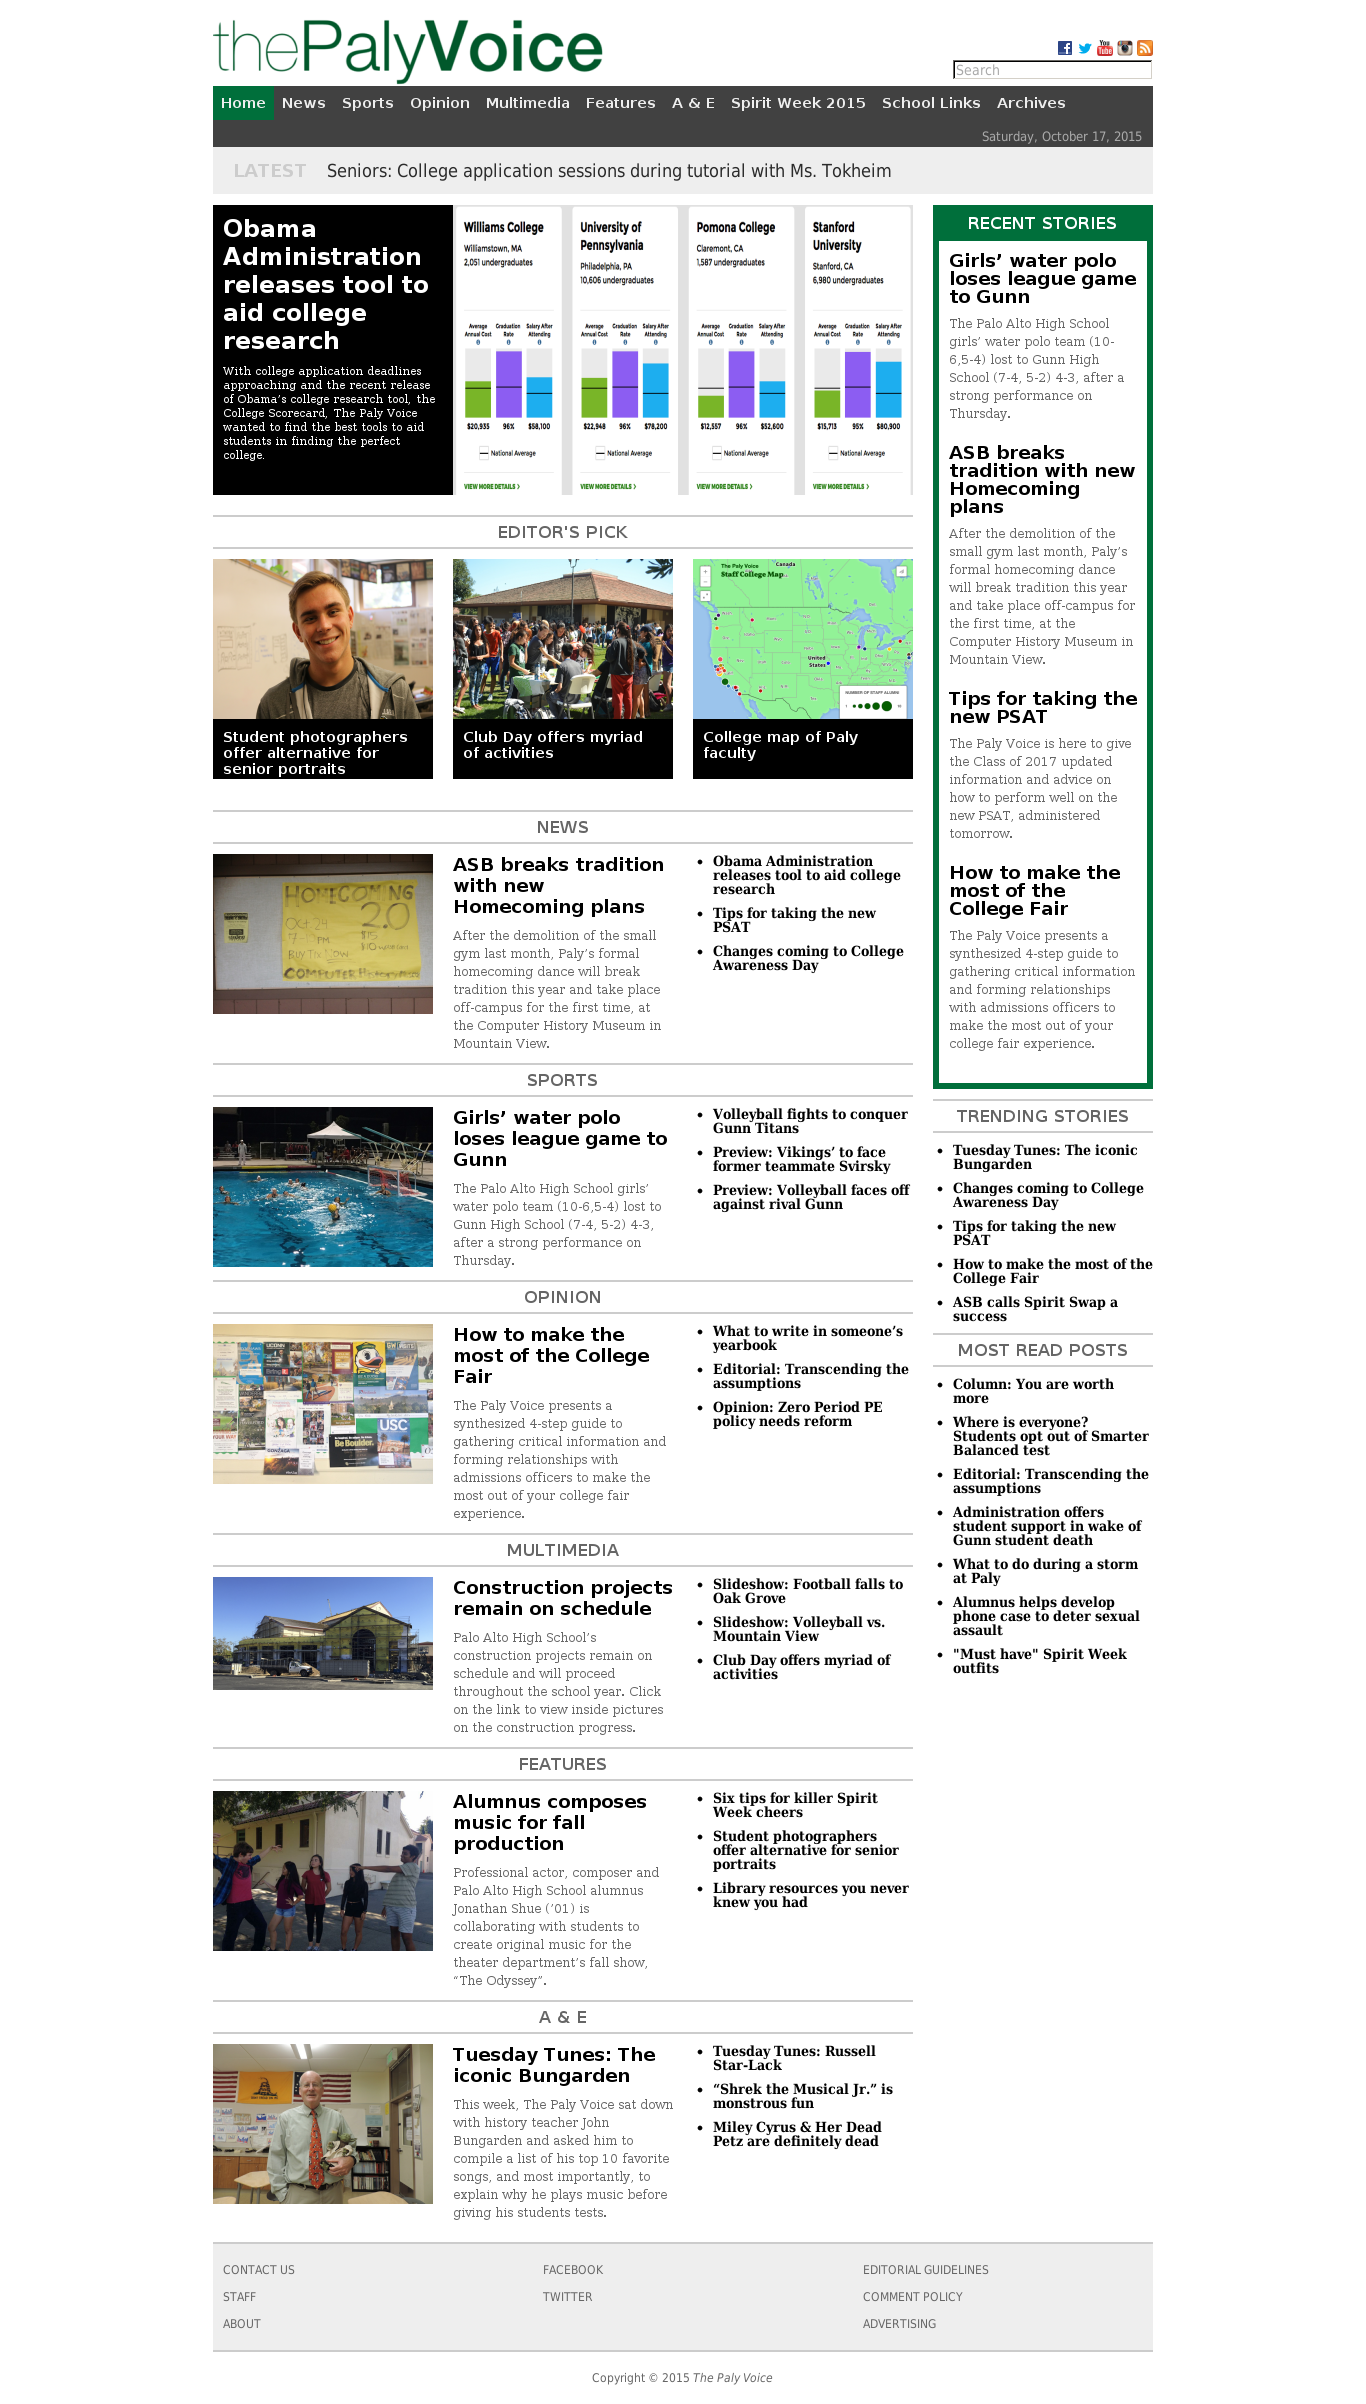 thePalyVoice
Search
Home News Sports Opinion Multimedia Features A & E Spirit Week 2015 School Links Archives
Saturday, October 17, 2015
LATEST Seniors: College application sessions during tutorial with Ms. Tokheim
Obama
Administration
releases tool to
aid college
research
With college application deadlines
approaching and the recent release
of Obama's college research tool, the
College Scorecard, The Paly Voice
wanted to find the best tools to aid
students in finding the perfect
college.
Williams College
Williamstown, MA
2,051 undergraduates
Average Annual Cost
Graduation Rate
Salary After Attending
$20,935 96% $58,100
National Average
VIEW MORE DETAILS >
University of
Pennsylvania
Philadelphia, PA
10,606 undergraduates
Average Annual Cost
Graduation Rate
Salary After Attending
$22,948 96% $78,200
National Average
VIEW MORE DETAILS >
Pomona College
Claremont, CA
1,587 undergraduates
Average Annual Cost
Graduation Rate
Salary After Attending
$12,557 96% $52,600
National Average
VIEW MORE DETAILS >
Stanford
University
Stanford, CA
6,980 undergraduates
Average Annual Cost
Graduation Rate
Salary After Attending
$15,713 95% $80,900
National Average
VIEW MORE DETAILS >
EDITOR'S PICK
Student photographers
offer alternative for
senior portraits
Club Day offers myriad
of activities
The Paly Voice
Staff College Map
Canada
United
States
NUMBER OF STAFF ALUMNI
College map of Paly
faculty
NEWS
HOMECOMING
2.0
OCT 24
BUY TIX NOW
COMPUTER HISTORY
ASB breaks tradition
with new
Homecoming plans
After the demolition of the small
gym last month, Paly's formal
homecoming dance will break
tradition this year and take place
off-campus for the first time, at
the Computer History Museum in
Mountain View.
Obama Administration
releases tool to aid college
research
Tips for taking the new
PSAT
Changes coming to College
Awareness Day
SPORTS
Girls' water polo
loses league game to
Gunn
The Palo Alto High School girls'
water polo team (10-6,5-4) lost to
Gunn High School (7-4, 5-2) 4-3,
after a strong performance on
Thursday.
Volleyball fights to conquer
Gunn Titans
Preview: Vikings' to face
former teammate Svirsky
Preview: Volleyball faces off
against rival Gunn
OPINION
UCONN
USC
Be Boulder.
GONZAGA
How to make the
most of the College
Fair
The Paly Voice presents a
synthesized 4-step guide to
gathering critical information and
forming relationships with
admissions officers to make the
most out of your college fair
experience.
What to write in someone's
yearbook
Editorial: Transcending the
assumptions
Opinion: Zero Period PE
policy needs reform
MULTIMEDIA
Construction projects
remain on schedule
Palo Alto High School's
construction projects remain on
schedule and will proceed
throughout the school year. Click
on the link to view inside pictures
on the construction progress.
Slideshow: Football falls to
Oak Grove
Slideshow: Volleyball vs.
Mountain View
Club Day offers myriad of
activities
FEATURES
Alumnus composes
music for fall
production
Professional actor, composer and
Palo Alto High School alumnus
Jonathan Shue ('01) is
collaborating with students to
create original music for the
theater department's fall show,
“The Odyssey”.
Six tips for killer Spirit
Week cheers
Student photographers
offer alternative for senior
portraits
Library resources you never
knew you had
A & E
Tuesday Tunes: The
iconic Bungarden
This week, The Paly Voice sat down
with history teacher John
Bungarden and asked him to
compile a list of his top 10 favorite
songs, and most importantly, to
explain why he plays music before
giving his students tests.
Tuesday Tunes: Russell
Star-Lack
“Shrek the Musical Jr.” is
monstrous fun
Miley Cyrus & Her Dead
Petz are definitely dead
RECENT STORIES
Girls' water polo
loses league game
to Gunn
The Palo Alto High School
girls' water polo team (10-
6,5-4) lost to Gunn High
School (7-4, 5-2) 4-3, after a
strong performance on
Thursday.
ASB breaks
tradition with new
Homecoming
plans
After the demolition of the
small gym last month, Paly's
formal homecoming dance
will break tradition this year
and take place off-campus for
the first time, at the
Computer History Museum in
Mountain View.
Tips for taking the
new PSAT
The Paly Voice is here to give
the Class of 2017 updated
information and advice on
how to perform well on the
new PSAT, administered
tomorrow.
How to make the
most of the
College Fair
The Paly Voice presents a
synthesized 4-step guide to
gathering critical information
and forming relationships
with admissions officers to
make the most out of your
college fair experience.
TRENDING STORIES
Tuesday Tunes: The iconic
Bungarden
Changes coming to College
Awareness Day
Tips for taking the new
PSAT
How to make the most of the
College Fair
ASB calls Spirit Swap a
success
MOST READ POSTS
Column: You are worth
more
Where is everyone?
Students opt out of Smarter
Balanced test
Editorial: Transcending the
assumptions
Administration offers
student support in wake of
Gunn student death
What to do during a storm
at Paly
Alumnus helps develop
phone case to deter sexual
assault
"Must have" Spirit Week
outfits
CONTACT US
STAFF
ABOUT
FACEBOOK
TWITTER
EDITORIAL GUIDELINES
COMMENT POLICY
ADVERTISING
Copyright © 2015 The Paly Voice